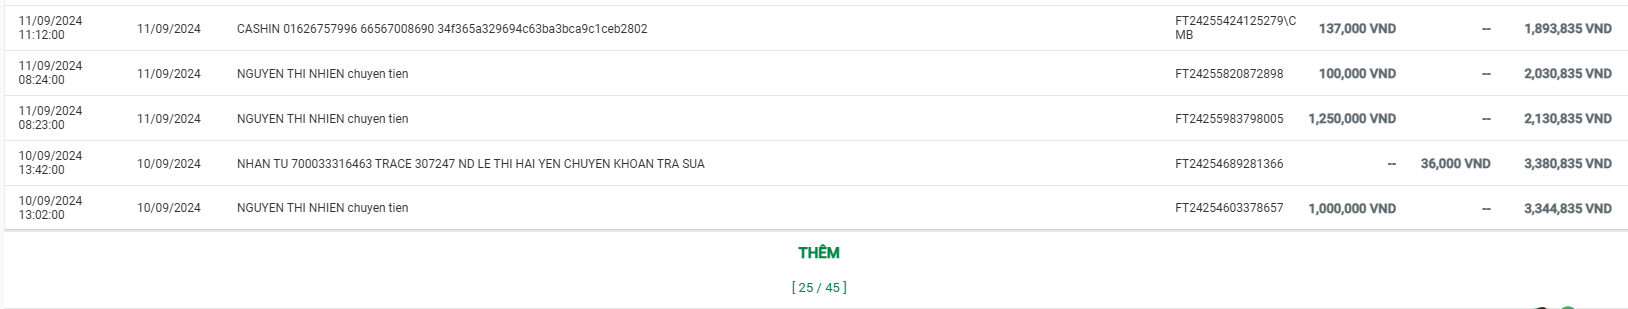 11/09/2024 11:12:00 11/09/2024 CASHIN 01626757996 66567008690 34f365a329694c63ba3bca9c1ceb2802 FT24255424125279\CMB 137,000 VND -- 1,893,835 VND
11/09/2024 08:24:00 11/09/2024 NGUYEN THI NHIEN chuyen tien FT24255820872898 100,000 VND -- 2,030,835 VND
11/09/2024 08:23:00 11/09/2024 NGUYEN THI NHIEN chuyen tien FT24255983798005 1,250,000 VND -- 2,130,835 VND
10/09/2024 13:42:00 10/09/2024 NHAN TU 700033316463 TRACE 307247 ND LE THI HAI YEN CHUYEN KHOAN TRA SUA FT24254689281366 -- 36,000 VND 3,380,835 VND
10/09/2024 13:02:00 10/09/2024 NGUYEN THI NHIEN chuyen tien FT24254603378657 1,000,000 VND -- 3,344,835 VND
THÊM
[ 25 / 45 ]